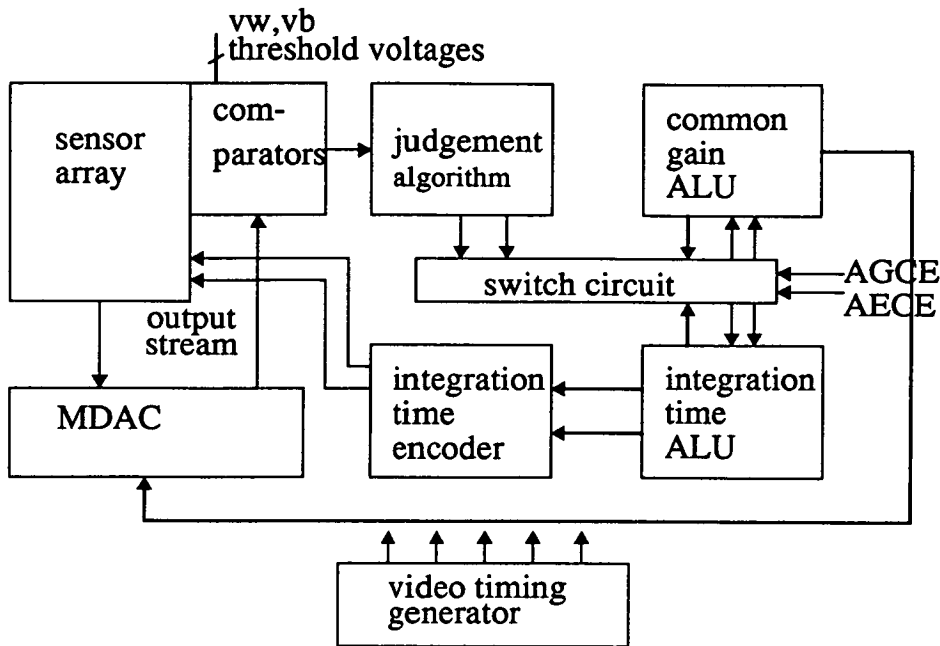 vw,vb
threshold voltages
sensor
array
com-
parators
judgement
algorithm
common
gain
ALU
switch circuit
AGCE
AECE
output
stream
MDAC
integration
time
encoder
integration
time
ALU
video timing
generator